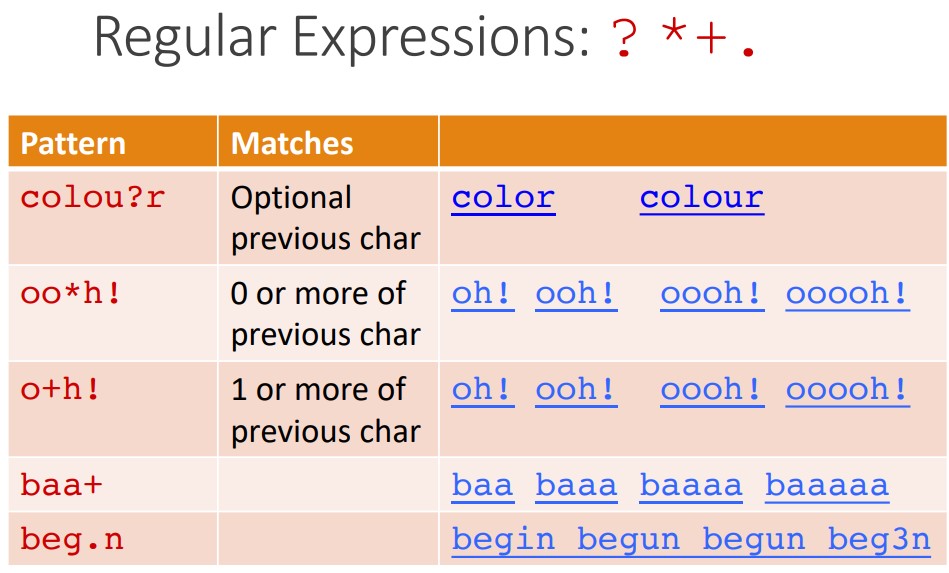 Regular Expressions: ? *+.
Pattern Matches
colou?r Optional previous char color colour
oo*h! 0 or more of previous char oh! ooh! oooh! ooooh!
o+h! 1 or more of previous char oh! ooh! oooh! ooooh!
baa+ baa baaa baaaa baaaaa
beg.n begin begun begun beg3n